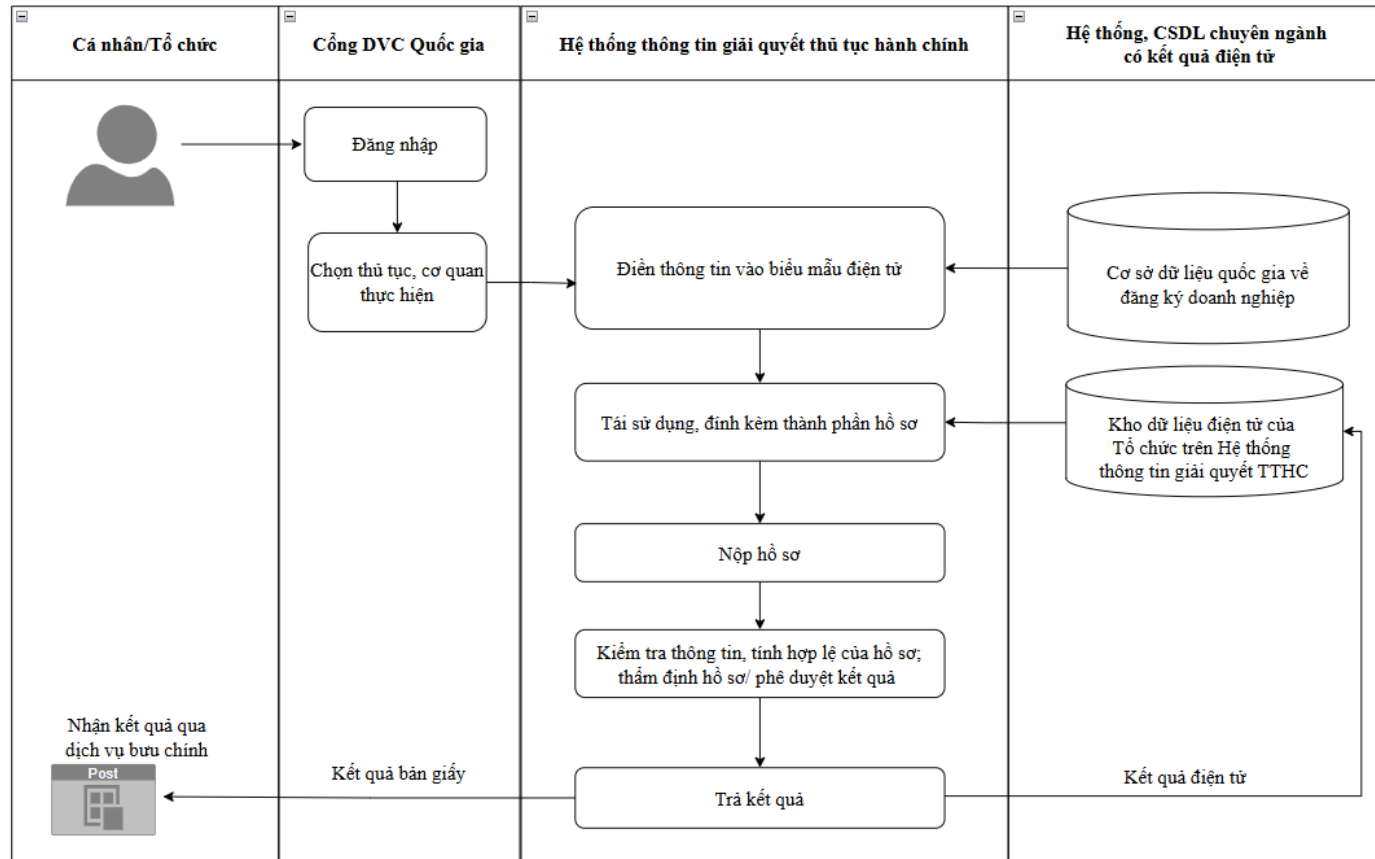 Cá nhân/Tổ chức
Cổng DVC Quốc gia
Hệ thống thông tin giải quyết thủ tục hành chính
Hệ thống, CSDL chuyên ngành
có kết quả điện tử
Đăng nhập
Chọn thủ tục, cơ quan
thực hiện
Điền thông tin vào biểu mẫu điện tử
Cơ sở dữ liệu quốc gia về
đăng ký doanh nghiệp
Tái sử dụng, đính kèm thành phần hồ sơ
Kho dữ liệu điện tử của
Tổ chức trên Hệ thống
thông tin giải quyết TTHC
Nộp hồ sơ
Kiểm tra thông tin, tính hợp lệ của hồ sơ;
thẩm định hồ sơ/ phê duyệt kết quả
Nhận kết quả qua
dịch vụ bưu chính
Post
Kết quả bản giấy
Trả kết quả
Kết quả điện tử